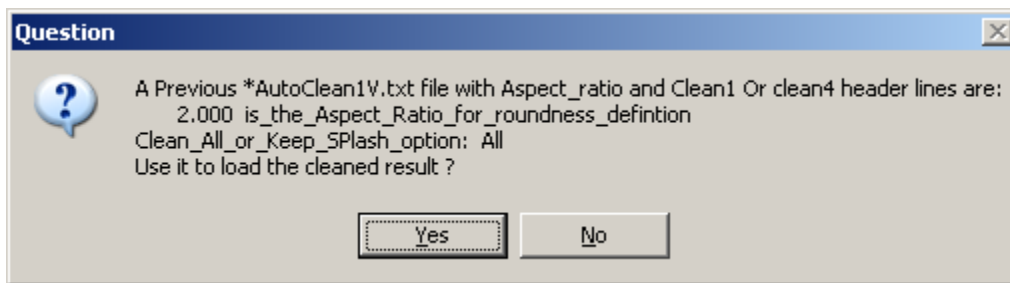 Question
A Previous *AutoClean1V.txt file with Aspect_ratio and Clean1 Or clean4 header lines are:
2.000 is_the_Aspect_Ratio_for_roundness_defintion
Clean_All_or_Keep_SPlash_option: All
Use it to load the cleaned result ?
Yes No